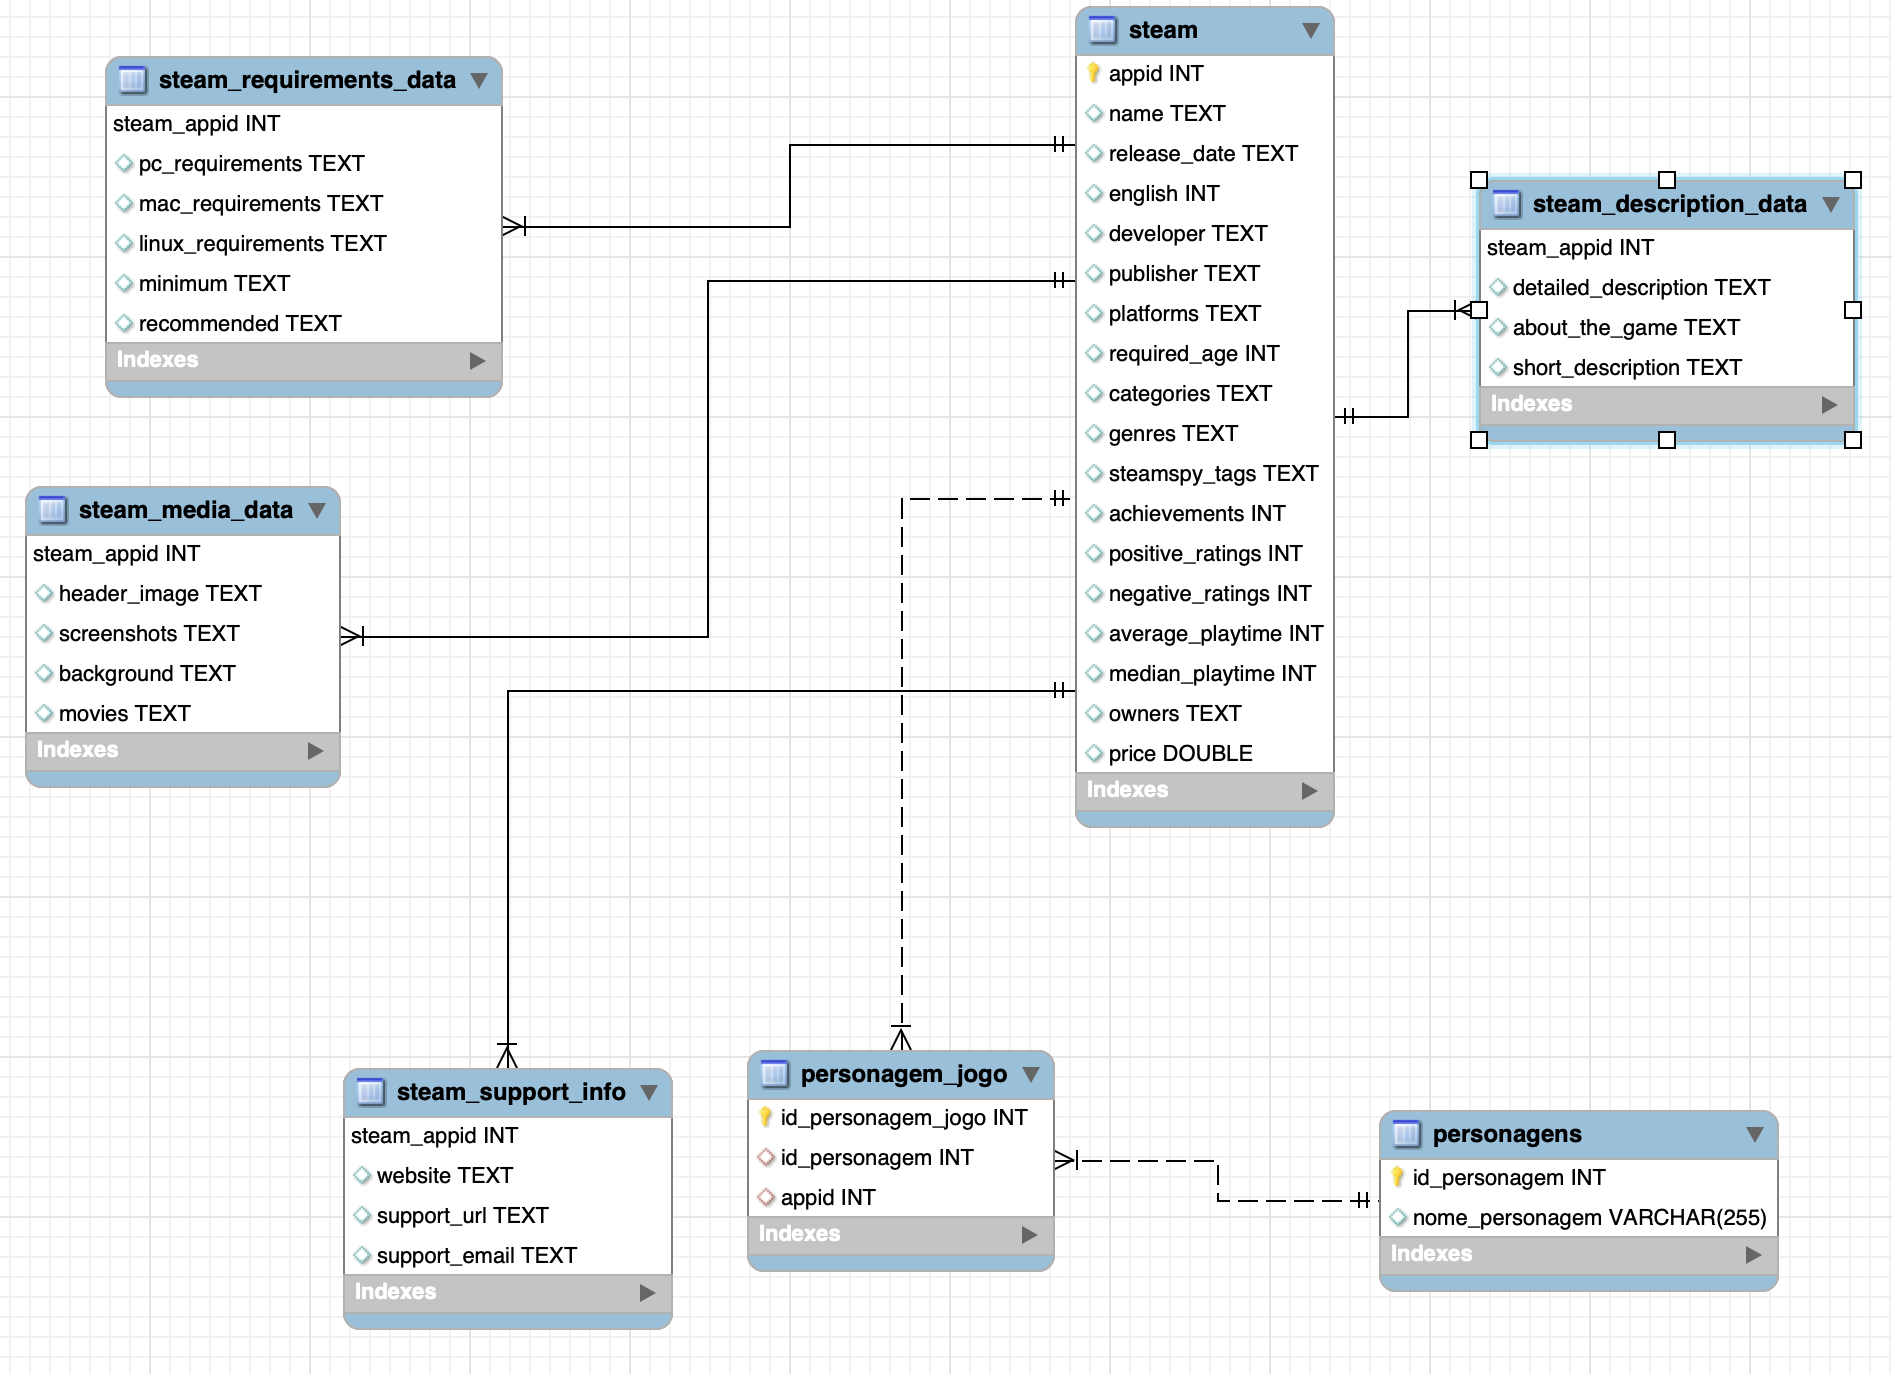 steam_requirements_data
steam_appid INT
pc_requirements TEXT
mac_requirements TEXT
linux_requirements TEXT
minimum TEXT
recommended TEXT
Indexes
steam_media_data
steam_appid INT
header_image TEXT
screenshots TEXT
background TEXT
movies TEXT
Indexes
steam
appid INT
name TEXT
release_date TEXT
english INT
developer TEXT
publisher TEXT
platforms TEXT
required_age INT
categories TEXT
genres TEXT
steamspy_tags TEXT
achievements INT
positive_ratings INT
negative_ratings INT
average_playtime INT
median_playtime INT
owners TEXT
price DOUBLE
Indexes
steam_description_data
steam_appid INT
detailed_description TEXT
about_the_game TEXT
short_description TEXT
Indexes
steam_support_info
steam_appid INT
website TEXT
support_url TEXT
support_email TEXT
Indexes
personagem_jogo
id_personagem_jogo INT
id_personagem INT
appid INT
Indexes
personagens
id_personagem INT
nome_personagem VARCHAR(255)
Indexes